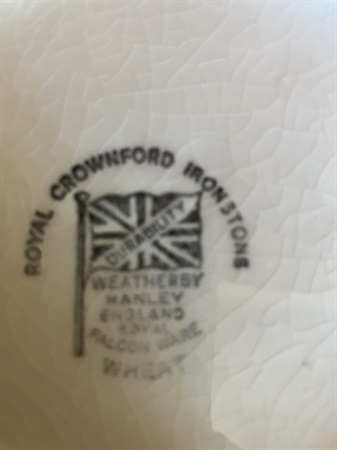 ROYAL CROWNFORD IRONSTONE
DURABILITY
WEATHERBY
HANLEY
ENGLAND
ROYAL
FALCON WARE
WHEAT